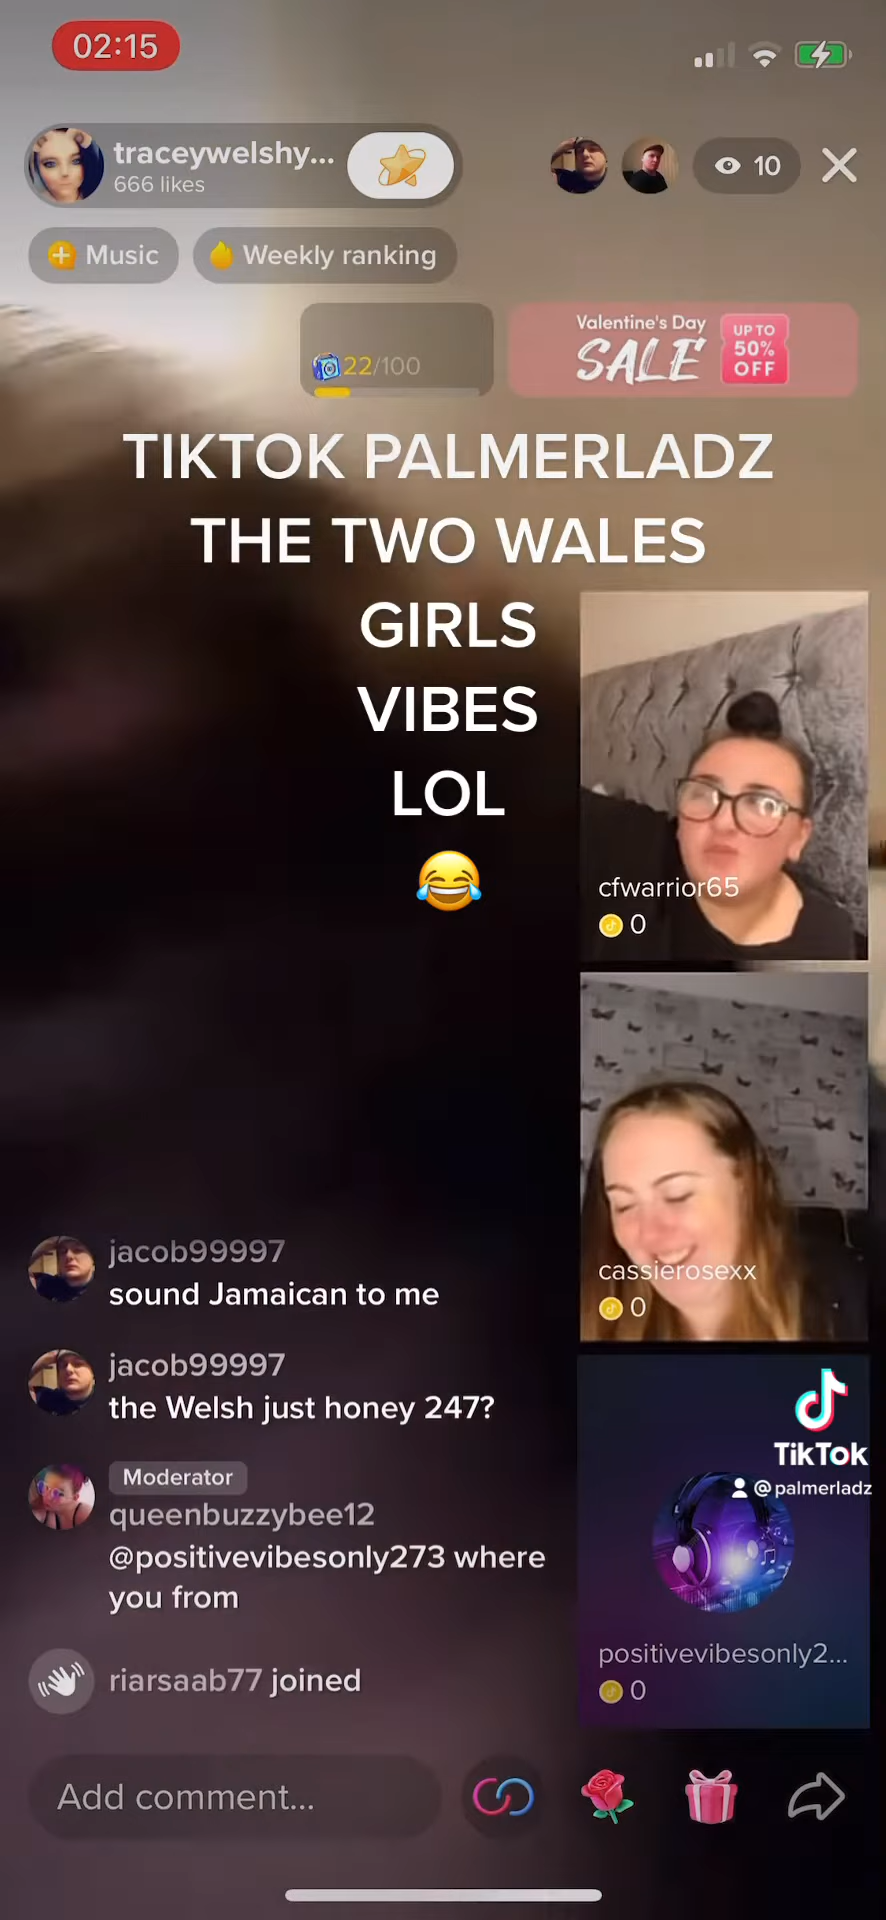 02:15
traceywelshy...
666 likes
10
Music
Weekly ranking
22/100
Valentine's Day
SALE
UP TO
50%
OFF
TIKTOK PALMERLADZ
THE TWO WALES
GIRLS
VIBES
LOL
cfwarrior65
0
cassierosexx
0
jacob99997
sound Jamaican to me
jacob99997
the Welsh just honey 247?
Moderator
queenbuzzybee12
@positivevibesonly273 where
you from
riarsaab77 joined
TikTok
@palmerladz
positivevibesonly2...
0
Add comment...